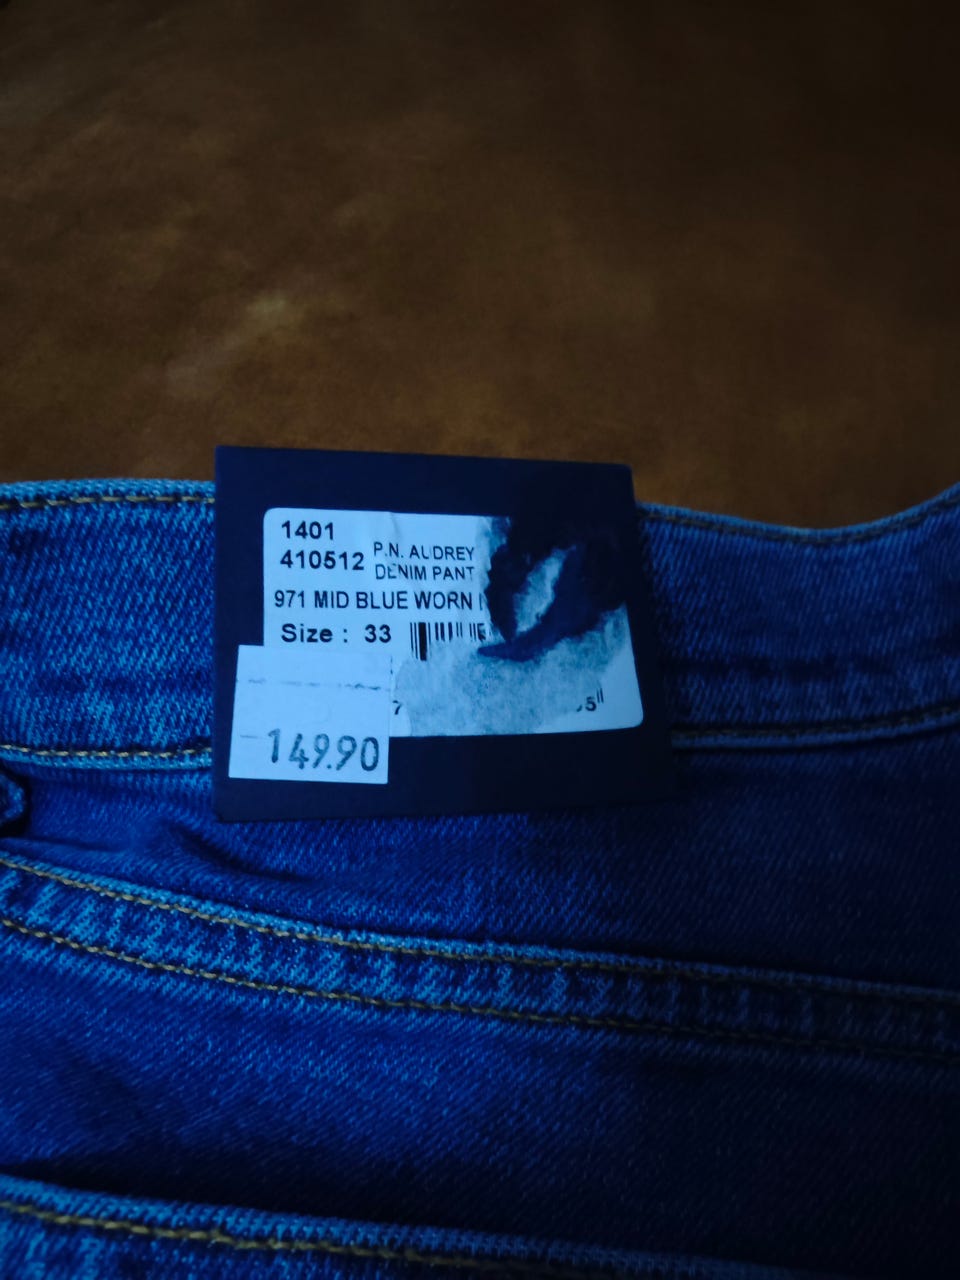 1401
410512 P.N. AUDREY
DENIM PANT
971 MID BLUE WORN
Size : 33
149.90